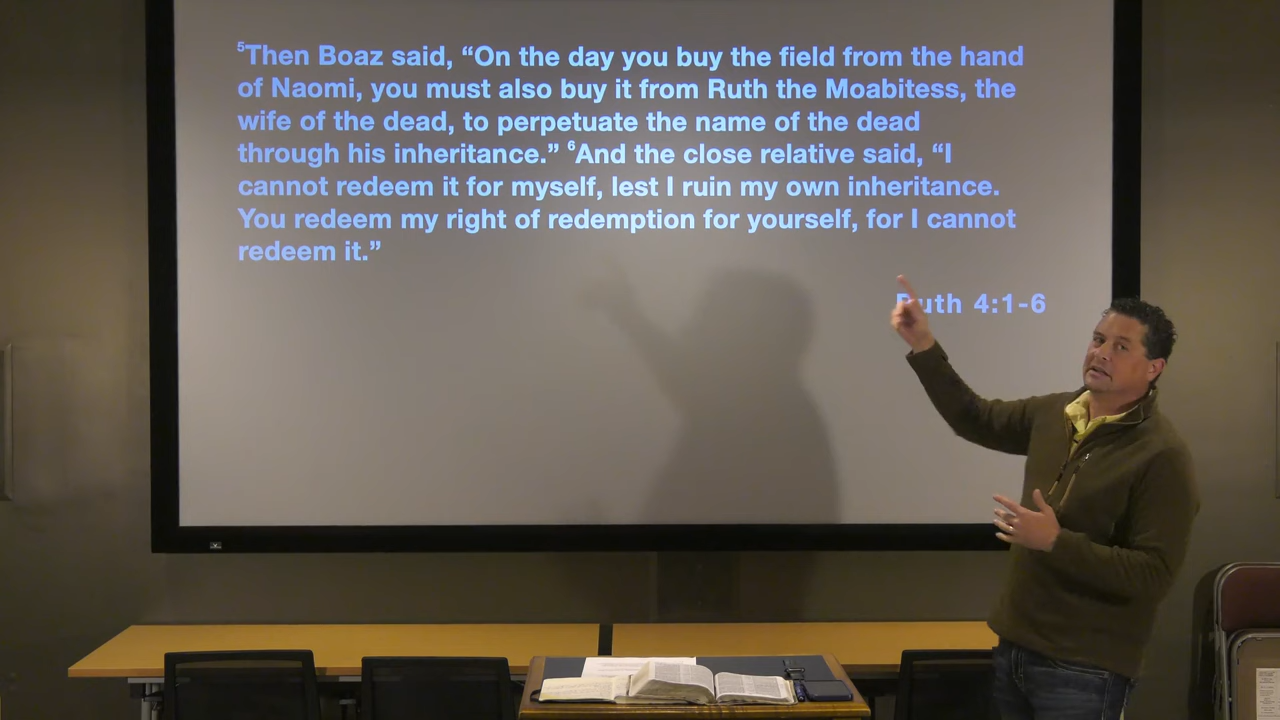 ⁵Then Boaz said, “On the day you buy the field from the hand
of Naomi, you must also buy it from Ruth the Moabitess, the
wife of the dead, to perpetuate the name of the dead
through his inheritance.” ⁶And the close relative said, “I
cannot redeem it for myself, lest I ruin my own inheritance.
You redeem my right of redemption for yourself, for I cannot
redeem it.”
Ruth 4:1-6